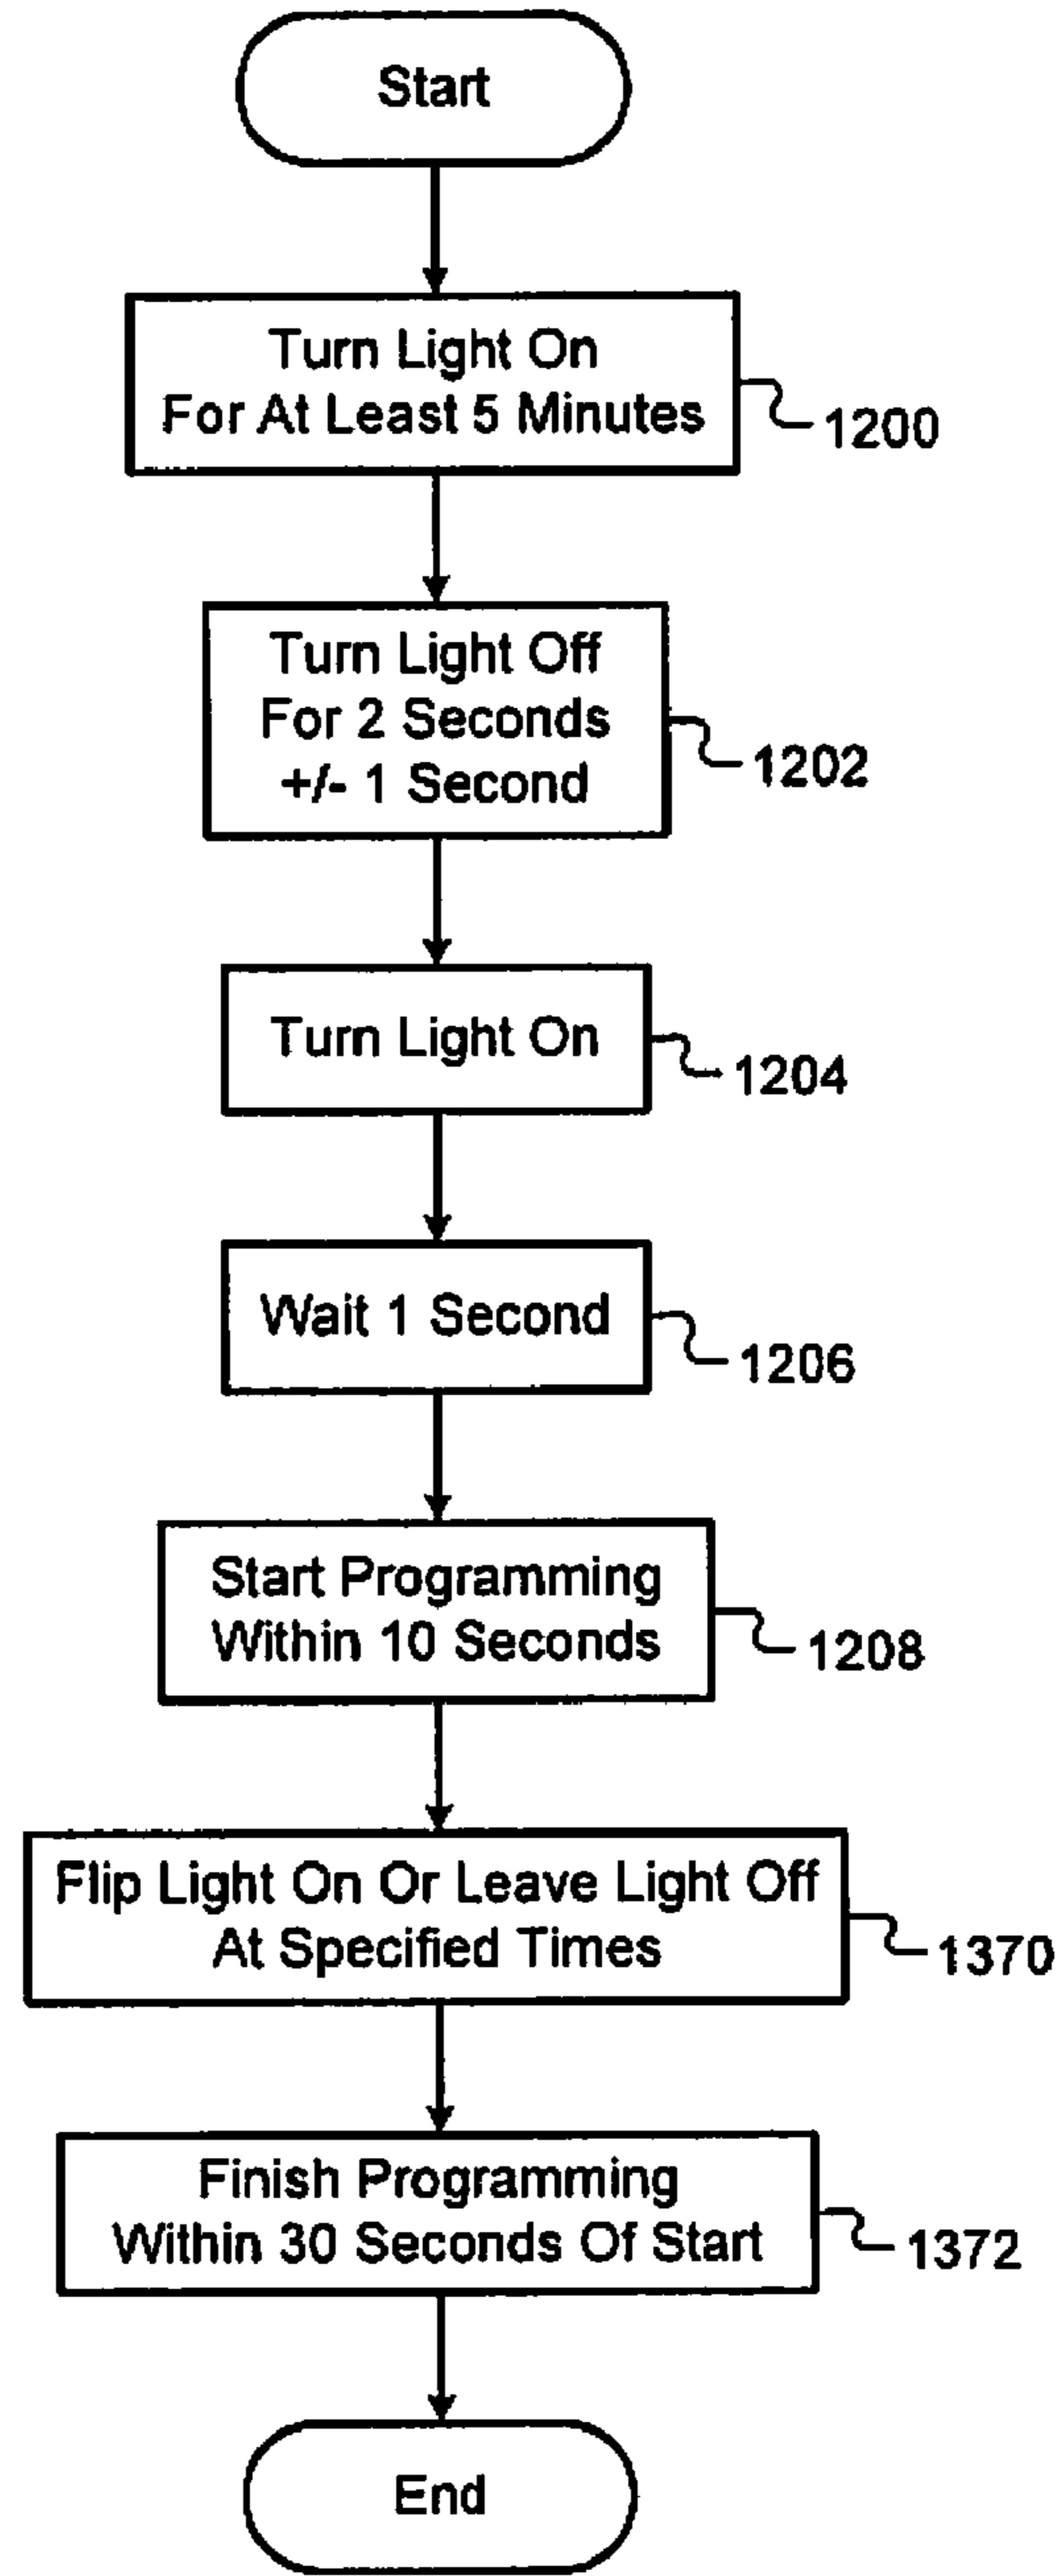 Start
Turn Light On
For At Least 5 Minutes
1200
Turn Light Off
For 2 Seconds
+/- 1 Second
1202
Turn Light On
1204
Wait 1 Second
1206
Start Programming
Within 10 Seconds
1208
Flip Light On Or Leave Light Off
At Specified Times
1370
Finish Programming
Within 30 Seconds Of Start
1372
End